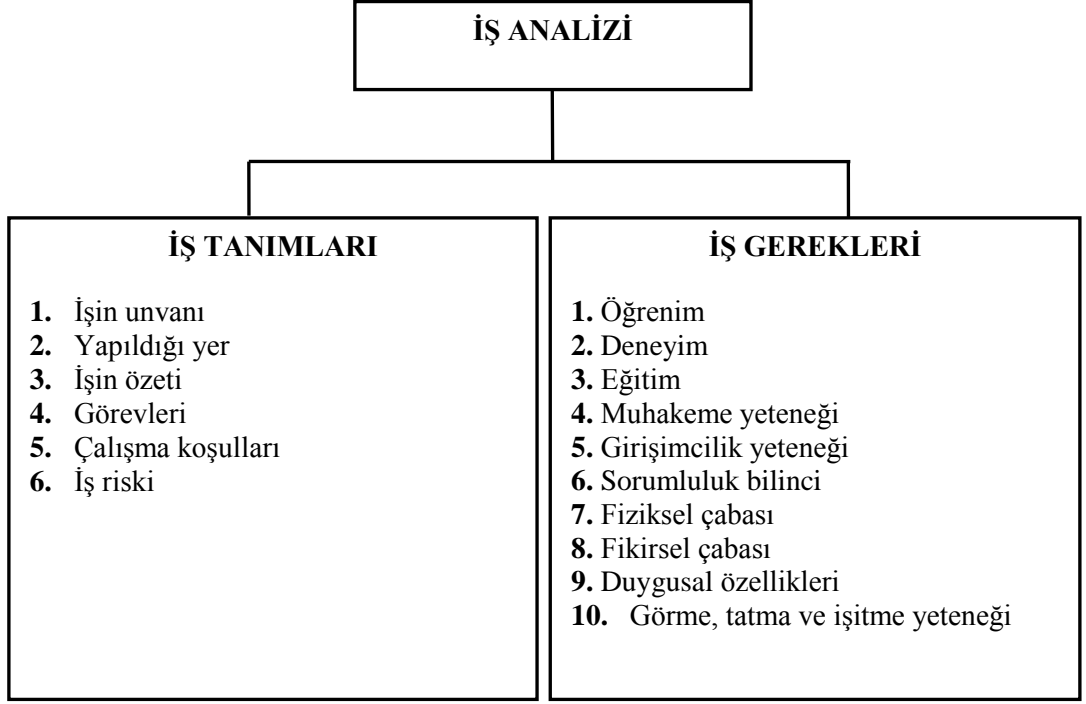 İŞ ANALİZİ
İŞ TANIMLARI
1. İşin unvanı
2. Yapıldığı yer
3. İşin özeti
4. Görevleri
5. Çalışma koşulları
6. İş riski
İŞ GEREKLERİ
1. Öğrenim
2. Deneyim
3. Eğitim
4. Muhakeme yeteneği
5. Girişimcilik yeteneği
6. Sorumluluk bilinci
7. Fiziksel çabası
8. Fikirsel çabası
9. Duygusal özellikleri
10. Görme, tatma ve işitme yeteneği